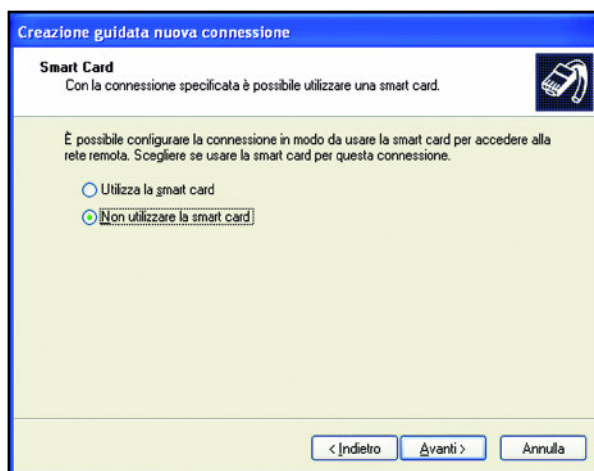 Creazione guidata nuova connessione
Smart Card
Con la connessione specificata è possibile utilizzare una smart card.
È possibile configurare la connessione in modo da usare la smart card per accedere alla
rete remota. Scegliere se usare la smart card per questa connessione.
Utilizza la smart card
Non utilizzare la smart card
< Indietro
Avanti >
Annulla